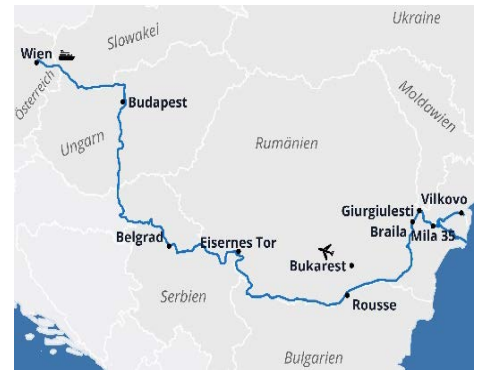 Ukraine
Slowakei
Wien
Österreich
Budapest
Moldawien
Ungarn
Rumänien
Vilkovo
Giurgiulesti
Braila
Mila 35
Belgrad
Eisernes Tor
Bukarest
Serbien
Rousse
Bulgarien